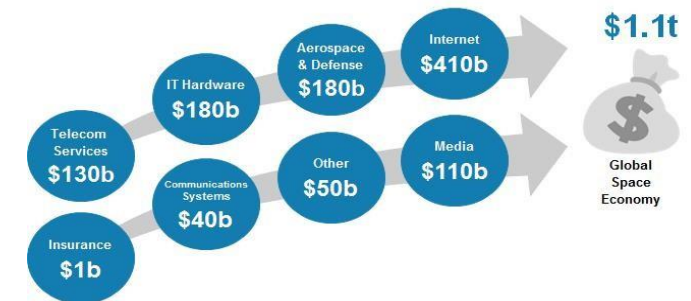 $1.1t
Internet
$410b
Aerospace
& Defense
$180b
IT Hardware
$180b
Telecom
Services
$130b
Media
$110b
Other
$50b
Communications
Systems
$40b
Insurance
$1b
$
Global
Space
Economy